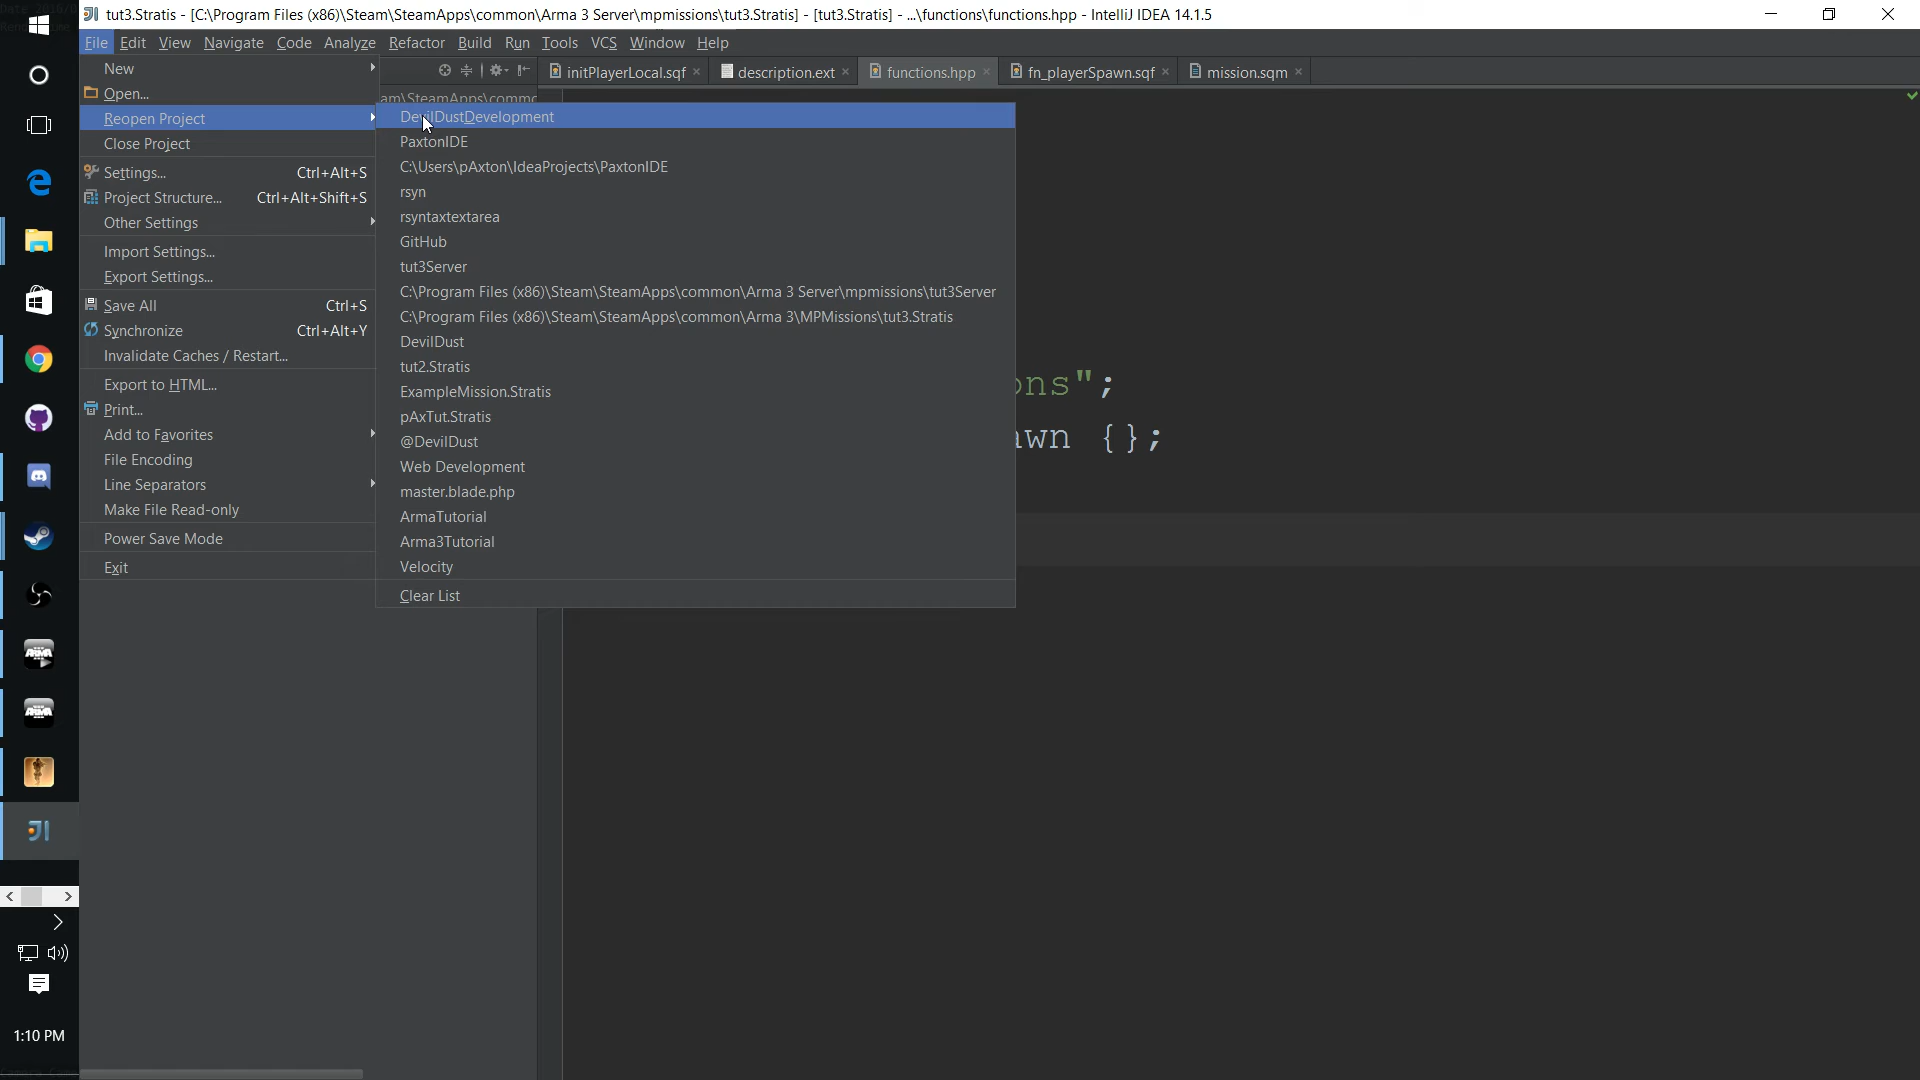 tut3.Stratis - [C:\Program Files (x86)\Steam\SteamApps\common\Arma 3 Server\mpmissions\tut3.Stratis] - [tut3.Stratis] - ...\functions\functions.hpp - IntelliJ IDEA 14.1.5
File Edit View Navigate Code Analyze Refactor Build Run Tools VCS Window Help
initPlayerLocal.sqf description.ext functions.hpp fn_playerSpawn.sqf mission.sqm
New
Open...
Reopen Project
Close Project
Settings... Ctrl+Alt+S
Project Structure... Ctrl+Alt+Shift+S
Other Settings
Import Settings...
Export Settings...
Save All Ctrl+S
Synchronize Ctrl+Alt+Y
Invalidate Caches / Restart...
Export to HTML...
Print...
Add to Favorites
File Encoding
Line Separators
Make File Read-only
Power Save Mode
Exit
am\SteamApps\commo
DevilDustDevelopment
PaxtonIDE
C:\Users\pAxton\IdeaProjects\PaxtonIDE
rsyn
rsyntaxtextarea
GitHub
tut3Server
C:\Program Files (x86)\Steam\SteamApps\common\Arma 3 Server\mpmissions\tut3Server
C:\Program Files (x86)\Steam\SteamApps\common\Arma 3\MPMissions\tut3.Stratis
DevilDust
tut2.Stratis
ExampleMission.Stratis
pAxTut.Stratis
@DevilDust
Web Development
master.blade.php
ArmaTutorial
Arma3Tutorial
Velocity
Clear List
ons";
awn {};
ARMA
ARMA
JI
1:10 PM